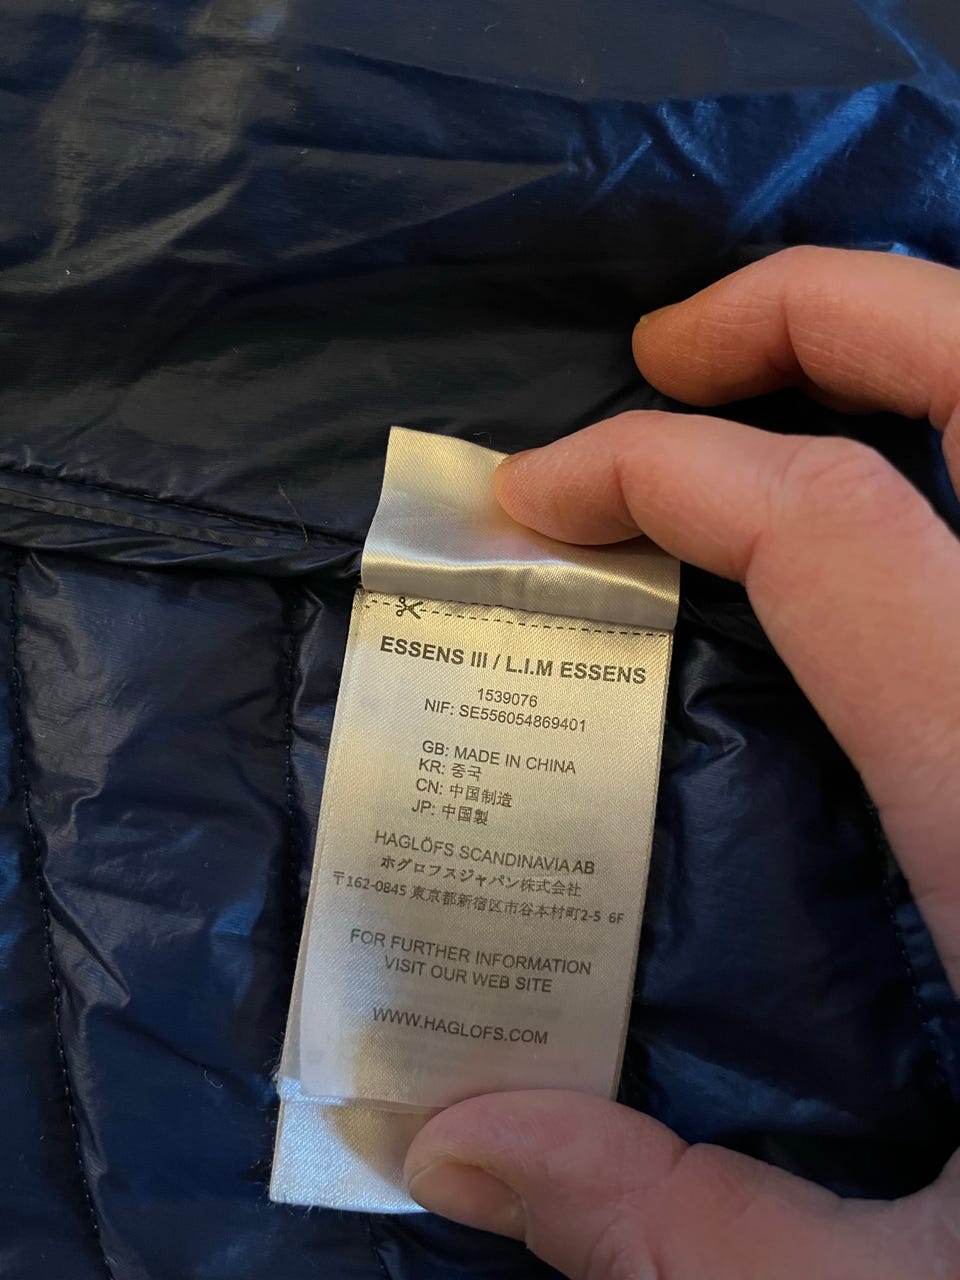 ESSENS III / L.I.M ESSENS
1539076
NIF: SE556054869401
GB: MADE IN CHINA
KR: 중국
CN: 中国制造
JP: 中国製
HAGLÖFS SCANDINAVIA AB
ホグロフスジャパン株式会社
〒162-0845 東京都新宿区市谷本村町2-5 6F
FOR FURTHER INFORMATION
VISIT OUR WEB SITE
WWW.HAGLOFS.COM